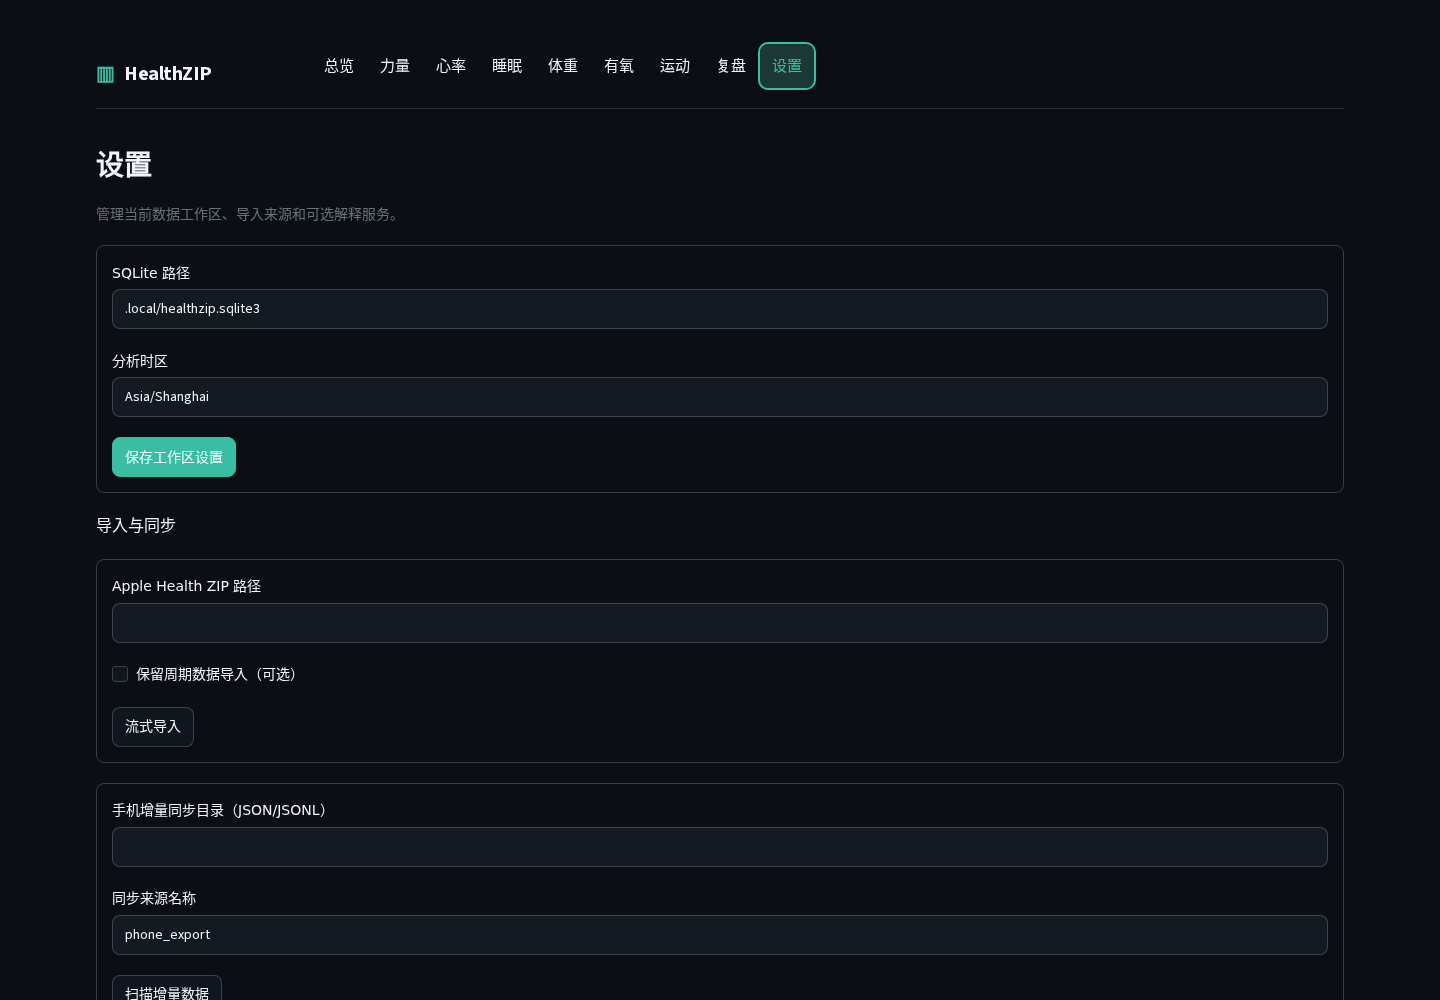 HealthZIP
总览 力量 心率 睡眠 体重 有氧 运动 复盘 设置
设置
管理当前数据工作区、导入来源和可选解释服务。
SQLite 路径
.local/healthzip.sqlite3
分析时区
Asia/Shanghai
保存工作区设置
导入与同步
Apple Health ZIP 路径
保留周期数据导入（可选）
流式导入
手机增量同步目录（JSON/JSONL）
同步来源名称
phone_export
扫描增量数据